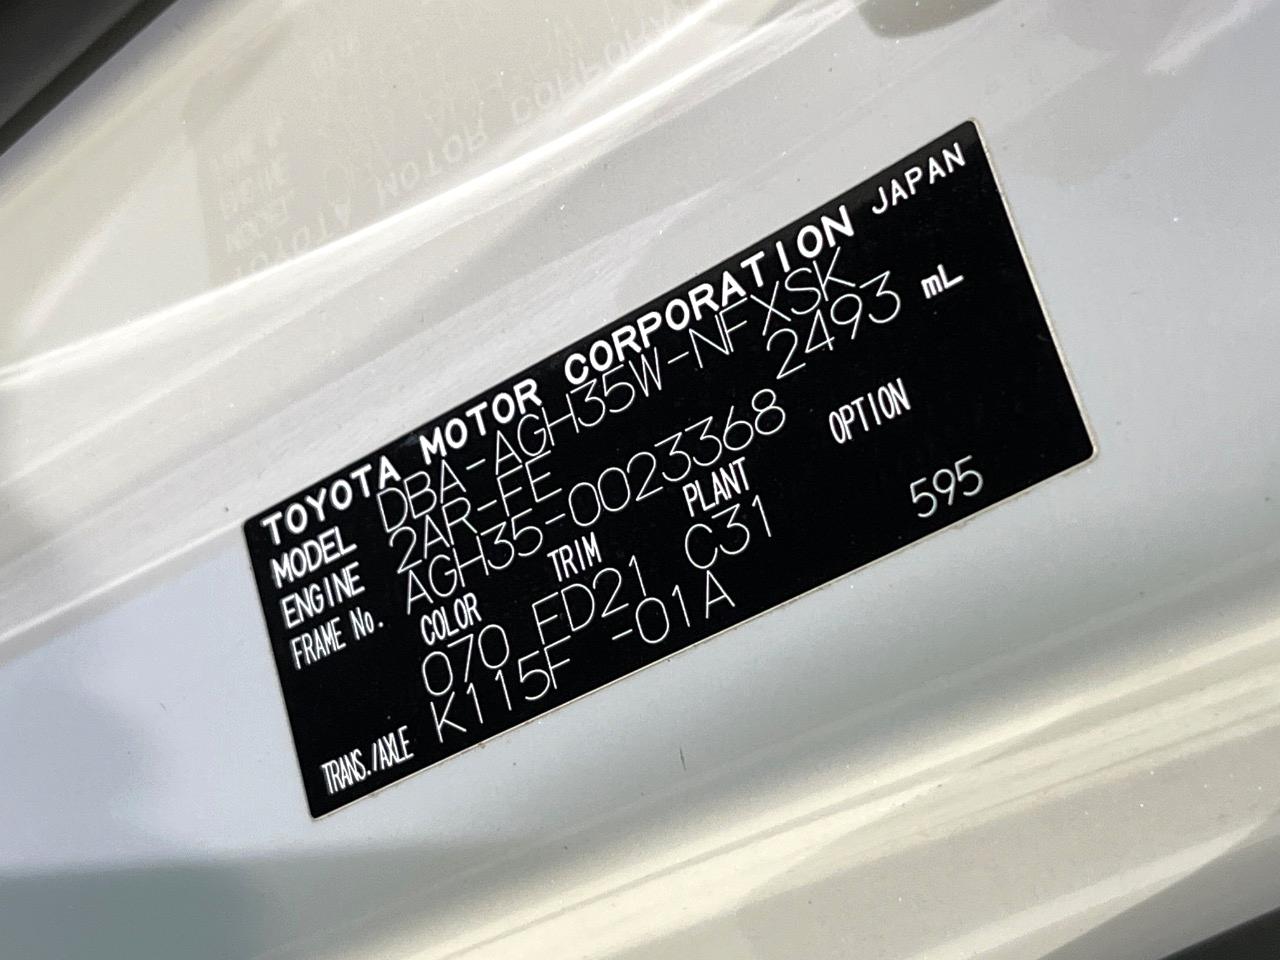 TOYOTA MOTOR CORPORATION JAPAN
MODEL DBA-AGH35W-NFXSK
ENGINE 2AR-FE 2493 mL
FRAME No. AGH35-0023368
COLOR TRIM PLANT OPTION
070 FD21 C31 595
TRANS./AXLE K115F -01A